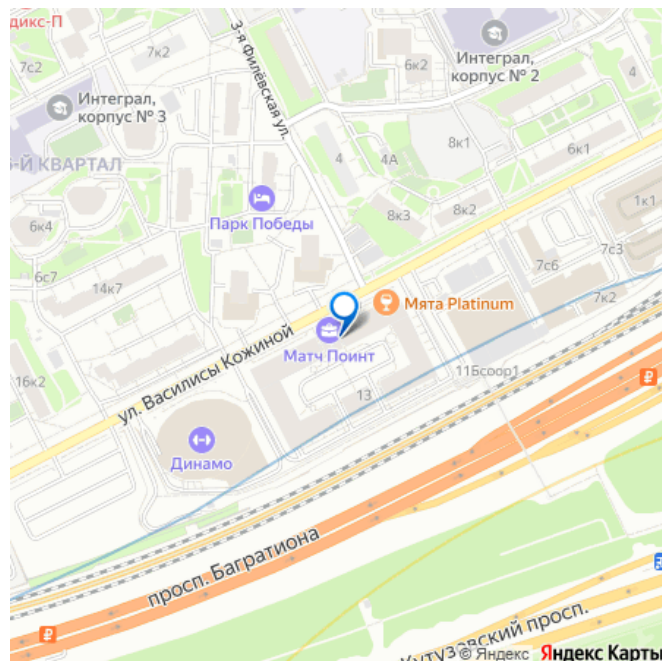 дикс-П
7с2
7к2
3-я Филёвская ул.
6к2
Интеграл,
корпус № 2
Интеграл,
корпус № 3
8к1
4
4А
6к1
-Й КВАРТАЛ
8к3
8к2
1к1
Парк Победы
6к4
7с3
7с6
6с7
14к7
7к2
Мята Platinum
ул. Василисы Кожиной
Матч Поинт
11Бсоор1
16к2
13
Динамо
просп. Багратиона
Кутузовский просп.
© Яндекс Яндекс Карты